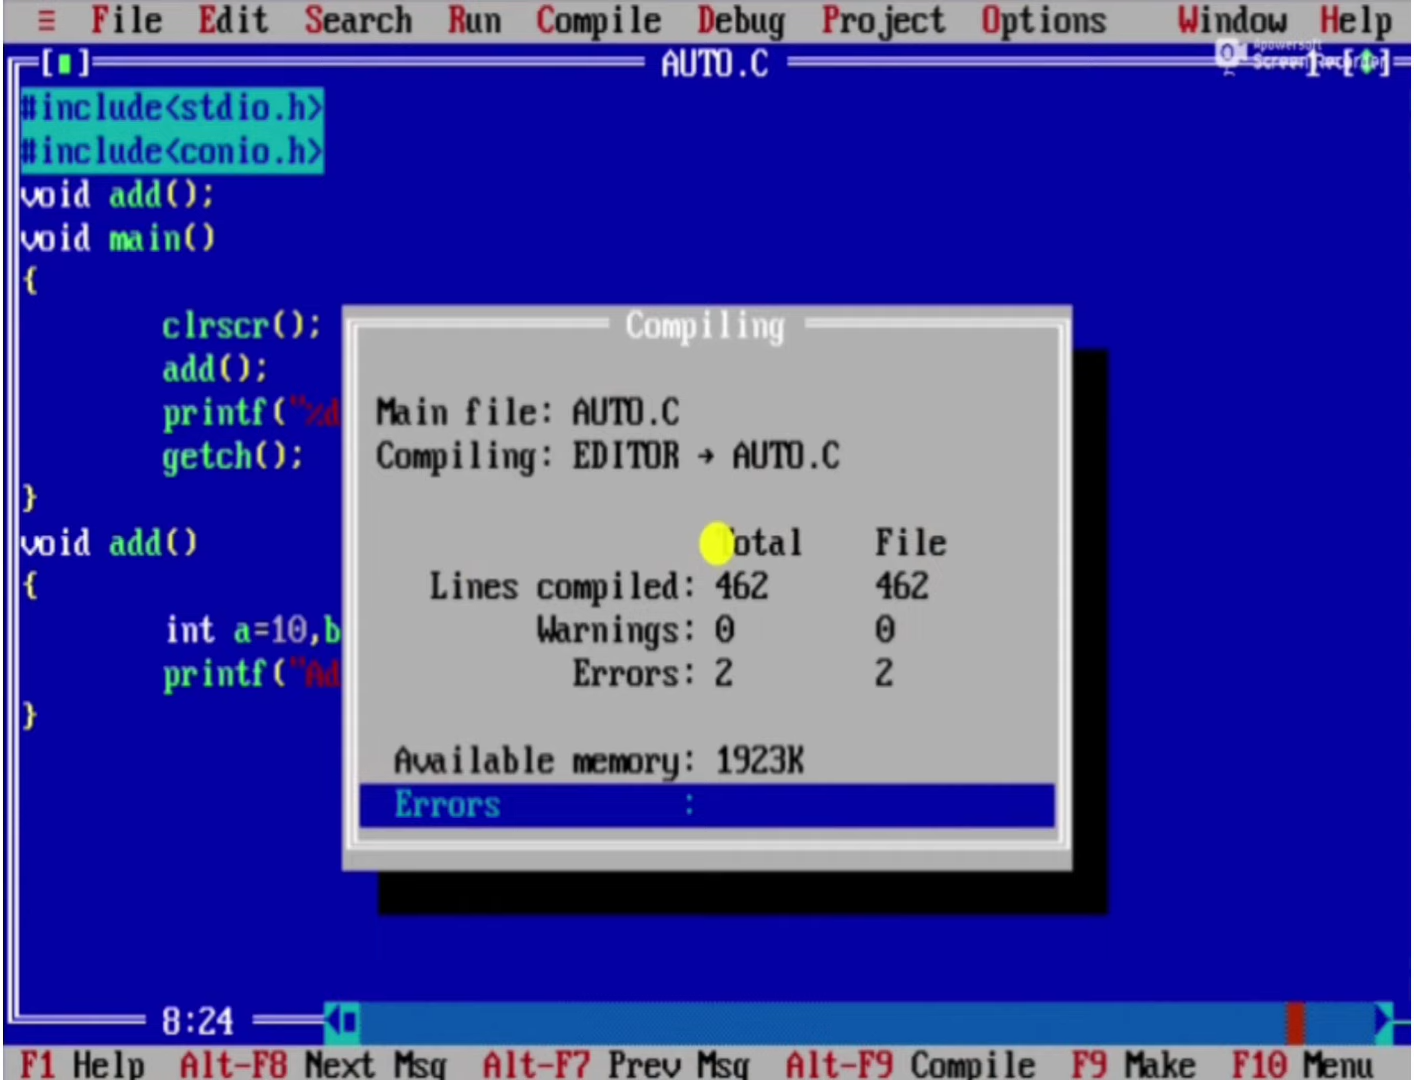 ≡ File Edit Search Run Compile Debug Project Options Window Help
[■] AUTO.C 1=[↕]
Apowersoft
Screen Recorder
#include<stdio.h>
#include<conio.h>
void add();
void main()
{
clrscr();
add();
printf("%d
getch();
}
void add()
{
int a=10,b
printf("Ad
}
Compiling
Main file: AUTO.C
Compiling: EDITOR → AUTO.C
Total File
Lines compiled: 462 462
Warnings: 0 0
Errors: 2 2
Available memory: 1923K
Errors :
8:24
F1 Help Alt-F8 Next Msg Alt-F7 Prev Msg Alt-F9 Compile F9 Make F10 Menu